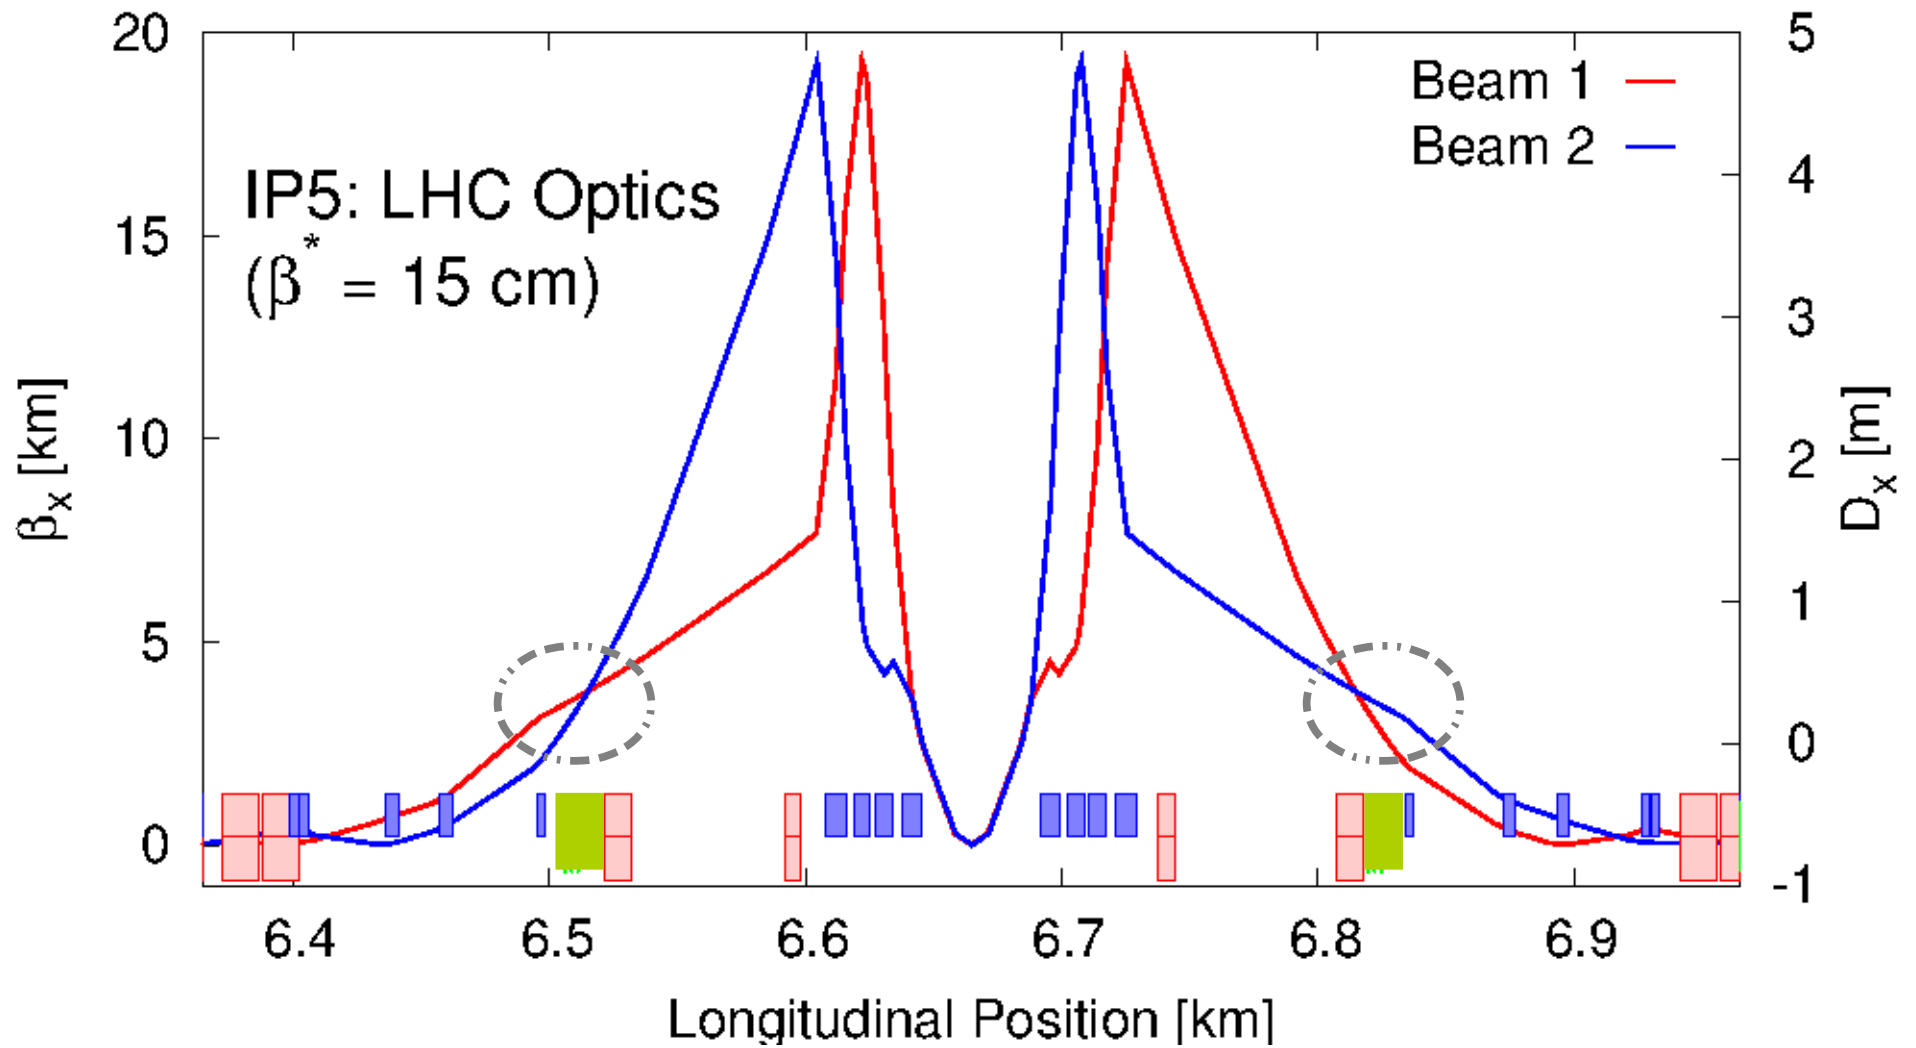 20
15
10
5
0
βx [km]
IP5: LHC Optics
(β* = 15 cm)
Beam 1
Beam 2
5
4
3
2
1
0
-1
Dx [m]
6.4 6.5 6.6 6.7 6.8 6.9
Longitudinal Position [km]